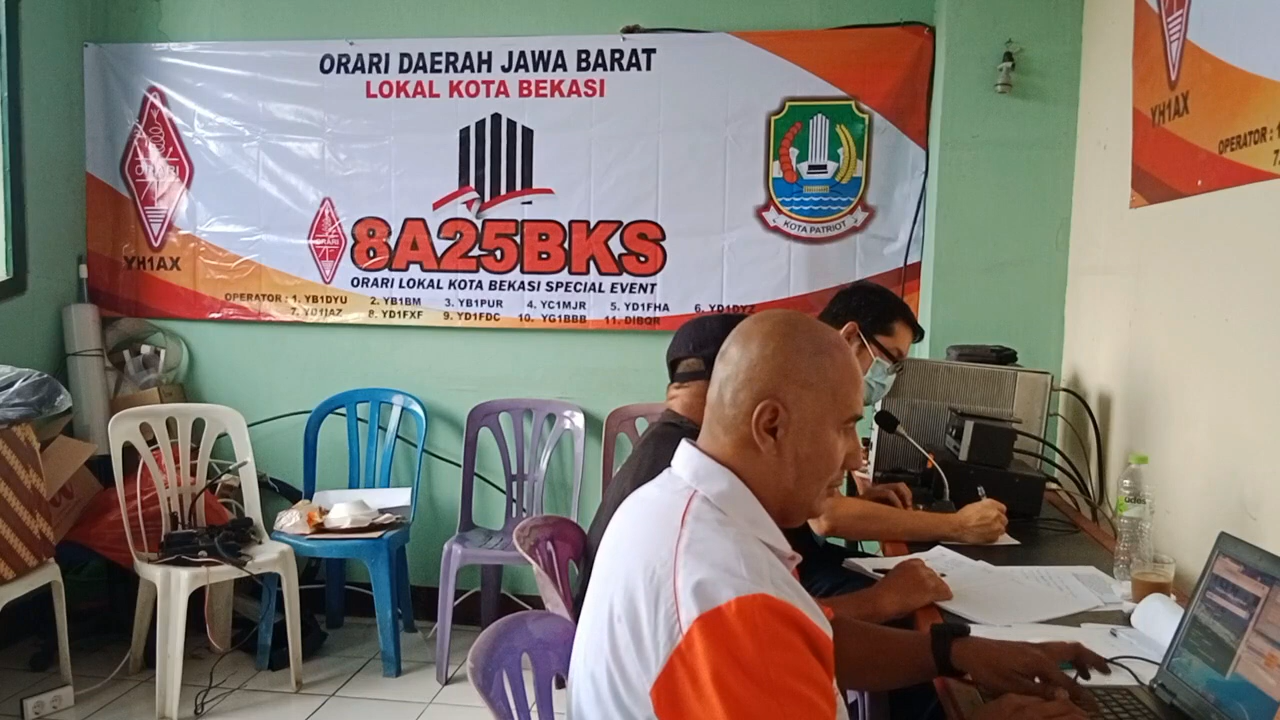 ORARI DAERAH JAWA BARAT
LOKAL KOTA BEKASI
ORARI
YH1AX
ORARI
8A25BKS
ORARI LOKAL KOTA BEKASI SPECIAL EVENT
OPERATOR : 1. YB1DYU 2. YB1BM 3. YB1PUR 4. YC1MJR 5. YD1FHA 6. YD1DYZ
7. YD1IAZ 8. YD1FXF 9. YD1FDC 10. YG1BBB 11. DIBQR
KOTA PATRIOT
YH1AX
OPERATOR :
7